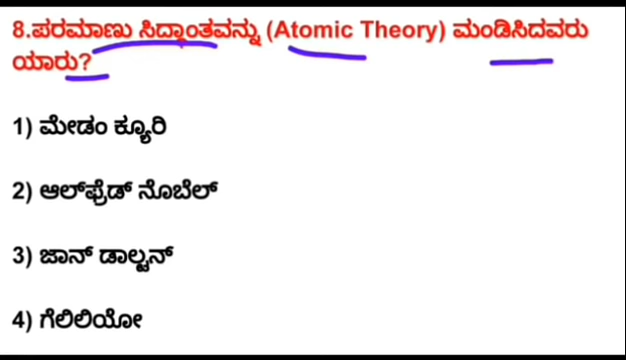 8.ಪರಮಾಣು ಸಿದ್ಧಾಂತವನ್ನು (Atomic Theory) ಮಂಡಿಸಿದವರು
ಯಾರು?
1) ಮೇಡಂ ಕ್ಯೂರಿ
2) ಆಲ್‌ಫ್ರೆಡ್ ನೊಬೆಲ್
3) ಜಾನ್ ಡಾಲ್ಟನ್
4) ಗೆಲಿಲಿಯೋ